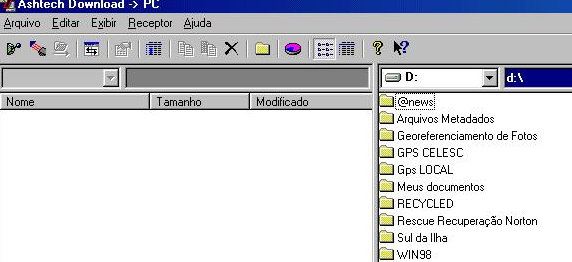 Ashtech Download -> PC
Arquivo Editar Exibir Receptor Ajuda
D: d:\
Nome Tamanho Modificado
@news
Arquivos Metadados
Georeferenciamento de Fotos
GPS CELESC
Gps LOCAL
Meus documentos
RECYCLED
Rescue Recuperação Norton
Sul da Ilha
WIN98